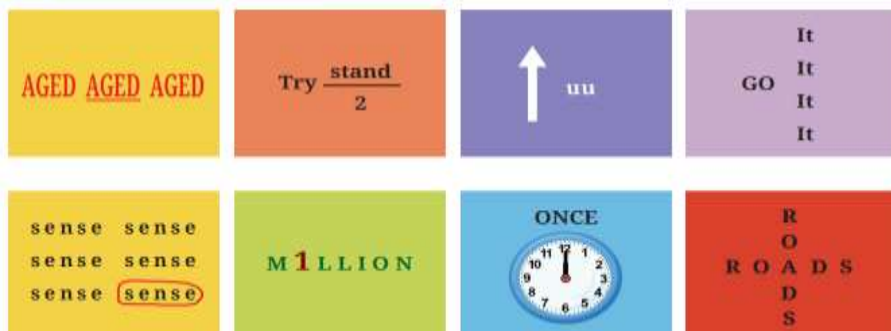 AGED AGED AGED
Try stand
2
uu
GO
It
It
It
It
sense sense
sense sense
sense sense
M1LLION
ONCE
12
1
2
3
4
5
6
7
8
9
10
11
R
O
ROADS
D
S